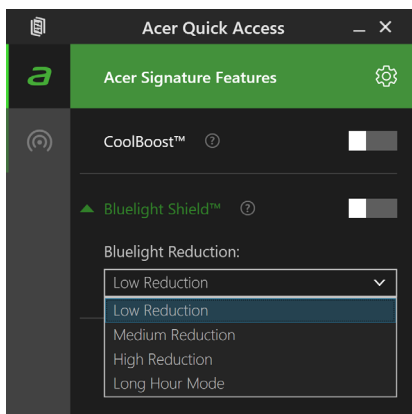 Acer Quick Access
a
Acer Signature Features
CoolBoost™ ?
Bluelight Shield™ ?
Bluelight Reduction:
Low Reduction
Low Reduction
Medium Reduction
High Reduction
Long Hour Mode